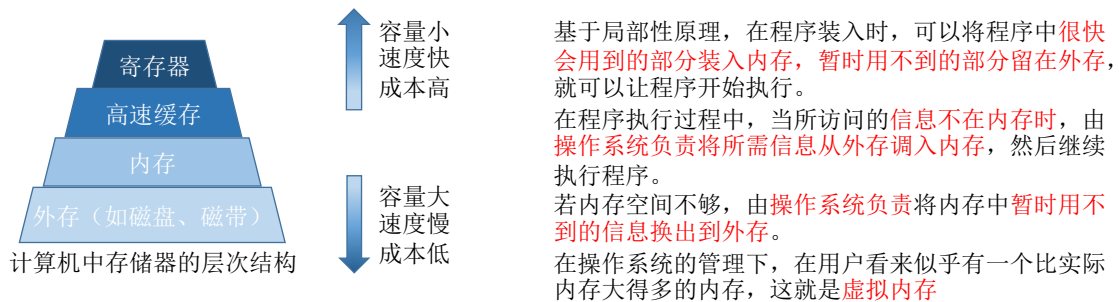 寄存器
高速缓存
内存
外存（如磁盘、磁带）
计算机中存储器的层次结构
容量小
速度快
成本高
容量大
速度慢
成本低
基于局部性原理，在程序装入时，可以将程序中很快
会用到的部分装入内存，暂时用不到的部分留在外存，
就可以让程序开始执行。
在程序执行过程中，当所访问的信息不在内存时，由
操作系统负责将所需信息从外存调入内存，然后继续
执行程序。
若内存空间不够，由操作系统负责将内存中暂时用不
到的信息换出到外存。
在操作系统的管理下，在用户看来似乎有一个比实际
内存大得多的内存，这就是虚拟内存